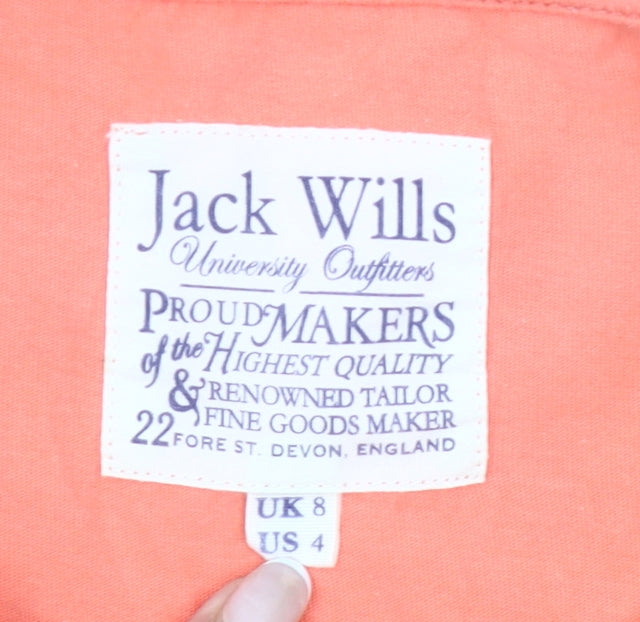 Jack Wills
University Outfitters
PROUD MAKERS
of the HIGHEST QUALITY
& RENOWNED TAILOR
FINE GOODS MAKER
22 FORE ST. DEVON, ENGLAND
UK 8
US 4